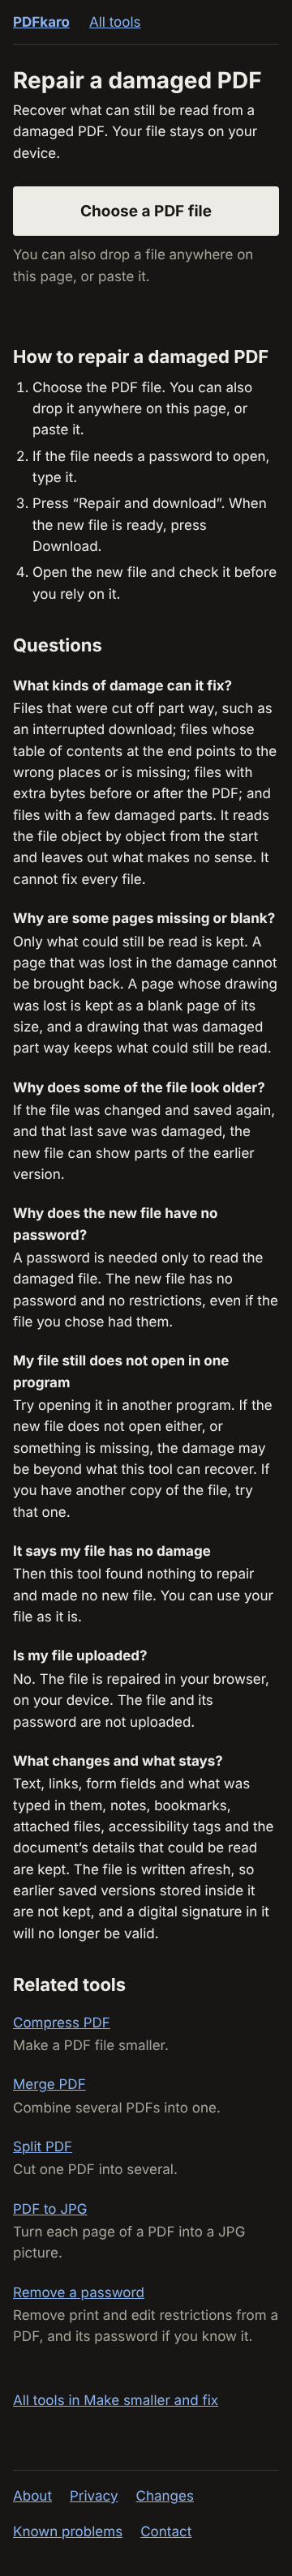 PDFkaro All tools
Repair a damaged PDF
Recover what can still be read from a
damaged PDF. Your file stays on your
device.
Choose a PDF file
You can also drop a file anywhere on
this page, or paste it.
How to repair a damaged PDF
1. Choose the PDF file. You can also
drop it anywhere on this page, or
paste it.
2. If the file needs a password to open,
type it.
3. Press “Repair and download”. When
the new file is ready, press
Download.
4. Open the new file and check it before
you rely on it.
Questions
What kinds of damage can it fix?
Files that were cut off part way, such as
an interrupted download; files whose
table of contents at the end points to the
wrong places or is missing; files with
extra bytes before or after the PDF; and
files with a few damaged parts. It reads
the file object by object from the start
and leaves out what makes no sense. It
cannot fix every file.
Why are some pages missing or blank?
Only what could still be read is kept. A
page that was lost in the damage cannot
be brought back. A page whose drawing
was lost is kept as a blank page of its
size, and a drawing that was damaged
part way keeps what could still be read.
Why does some of the file look older?
If the file was changed and saved again,
and that last save was damaged, the
new file can show parts of the earlier
version.
Why does the new file have no
password?
A password is needed only to read the
damaged file. The new file has no
password and no restrictions, even if the
file you chose had them.
My file still does not open in one
program
Try opening it in another program. If the
new file does not open either, or
something is missing, the damage may
be beyond what this tool can recover. If
you have another copy of the file, try
that one.
It says my file has no damage
Then this tool found nothing to repair
and made no new file. You can use your
file as it is.
Is my file uploaded?
No. The file is repaired in your browser,
on your device. The file and its
password are not uploaded.
What changes and what stays?
Text, links, form fields and what was
typed in them, notes, bookmarks,
attached files, accessibility tags and the
document’s details that could be read
are kept. The file is written afresh, so
earlier saved versions stored inside it
are not kept, and a digital signature in it
will no longer be valid.
Related tools
Compress PDF
Make a PDF file smaller.
Merge PDF
Combine several PDFs into one.
Split PDF
Cut one PDF into several.
PDF to JPG
Turn each page of a PDF into a JPG
picture.
Remove a password
Remove print and edit restrictions from a
PDF, and its password if you know it.
All tools in Make smaller and fix
About Privacy Changes
Known problems Contact